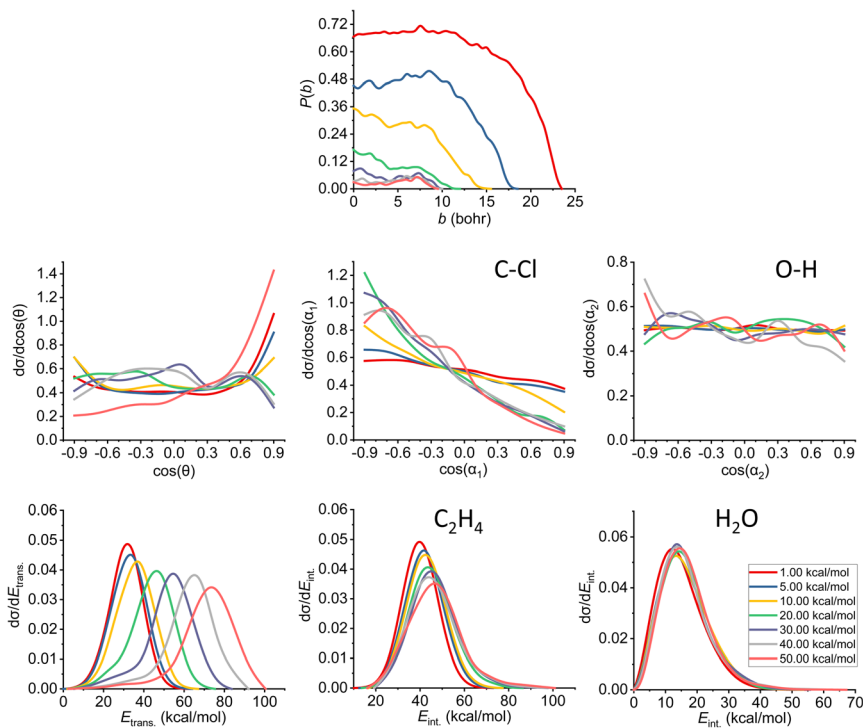 0.72
0.60
0.48
0.36
0.24
0.12
0.00
P(b)
0 5 10 15 20 25
b (bohr)
1.4
1.2
1.0
0.8
0.6
0.4
0.2
0.0
dσ/dcos(θ)
-0.9 -0.6 -0.3 0.0 0.3 0.6 0.9
cos(θ)
C-Cl
1.2
1.0
0.8
0.6
0.4
0.2
0.0
dσ/dcos(α₁)
-0.9 -0.6 -0.3 0.0 0.3 0.6 0.9
cos(α₁)
O-H
0.8
0.6
0.4
0.2
0.0
dσ/dcos(α₂)
-0.9 -0.6 -0.3 0.0 0.3 0.6 0.9
cos(α₂)
0.06
0.05
0.04
0.03
0.02
0.01
0.00
dσ/dE_trans.
0 20 40 60 80 100
E_trans. (kcal/mol)
C₂H₄
0.06
0.05
0.04
0.03
0.02
0.01
0.00
dσ/dE_int.
20 40 60 80 100
E_int. (kcal/mol)
H₂O
0.06
0.04
0.02
0.00
dσ/dE_int.
0 10 20 30 40 50 60 70
E_int. (kcal/mol)
1.00 kcal/mol
5.00 kcal/mol
10.00 kcal/mol
20.00 kcal/mol
30.00 kcal/mol
40.00 kcal/mol
50.00 kcal/mol